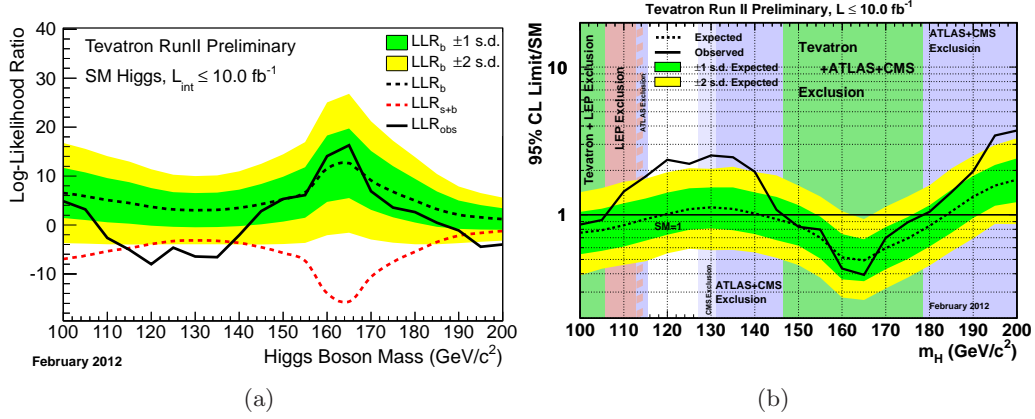 Log-Likelihood Ratio
40
30
20
10
0
-10
Tevatron RunII Preliminary
SM Higgs, L_int ≤ 10.0 fb⁻¹
LLR_b ±1 s.d.
LLR_b ±2 s.d.
LLR_b
LLR_s+b
LLR_obs
100 110 120 130 140 150 160 170 180 190 200
February 2012
Higgs Boson Mass (GeV/c²)
(a)
Tevatron Run II Preliminary, L ≤ 10.0 fb⁻¹
95% CL Limit/SM
10
1
Tevatron + LEP Exclusion
LEP Exclusion
ATLAS Exclusion
Expected
Observed
±1 s.d. Expected
±2 s.d. Expected
Tevatron
+ATLAS+CMS
Exclusion
ATLAS+CMS
Exclusion
SM=1
CMS Exclusion
ATLAS+CMS
Exclusion
February 2012
100 110 120 130 140 150 160 170 180 190 200
m_H (GeV/c²)
(b)